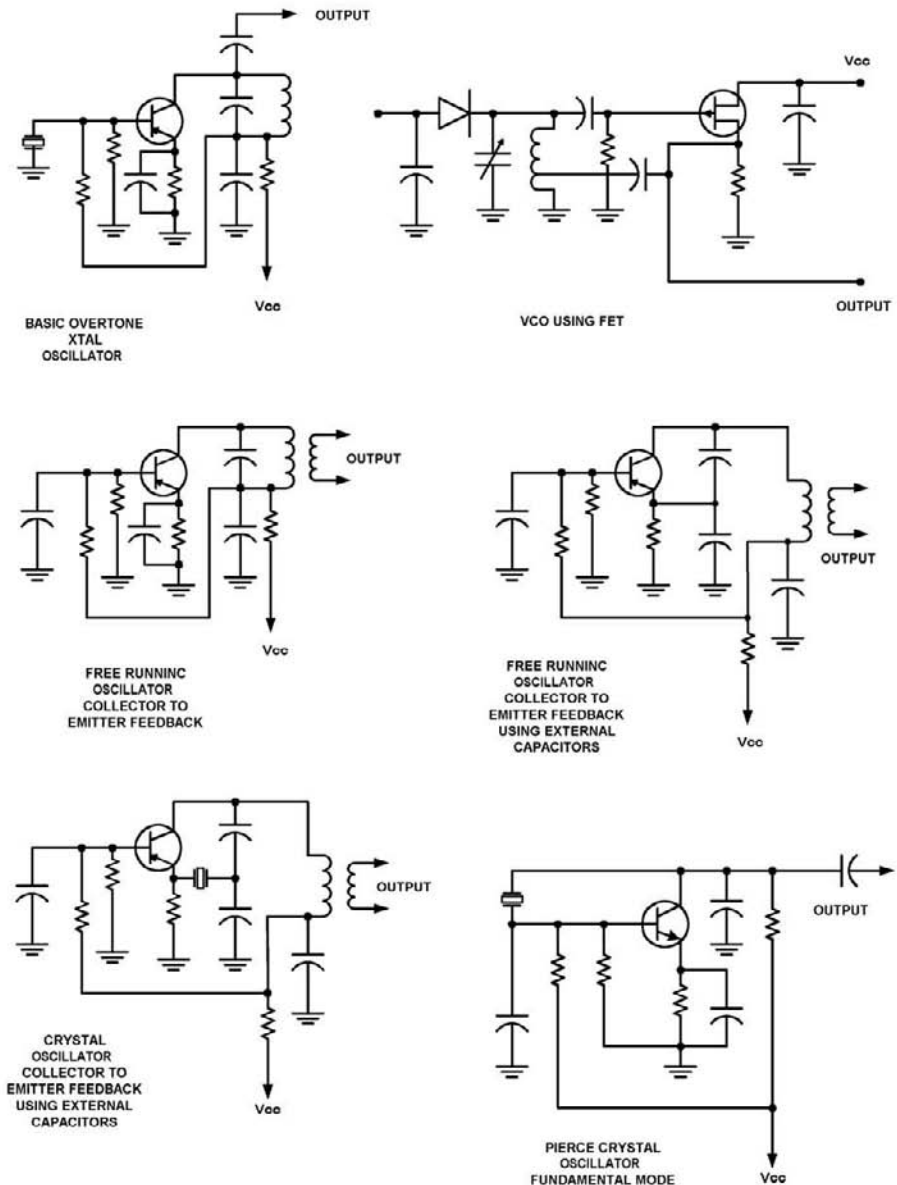 OUTPUT
Vcc
BASIC OVERTONE
XTAL
OSCILLATOR
Vcc
OUTPUT
VCO USING FET
OUTPUT
Vcc
FREE RUNNINC
OSCILLATOR
COLLECTOR TO
EMITTER FEEDBACK
OUTPUT
Vcc
FREE RUNNINC
OSCILLATOR
COLLECTOR TO
EMITTER FEEDBACK
USING EXTERNAL
CAPACITORS
OUTPUT
Vcc
CRYSTAL
OSCILLATOR
COLLECTOR TO
EMITTER FEEDBACK
USING EXTERNAL
CAPACITORS
OUTPUT
Vcc
PIERCE CRYSTAL
OSCILLATOR
FUNDAMENTAL MODE